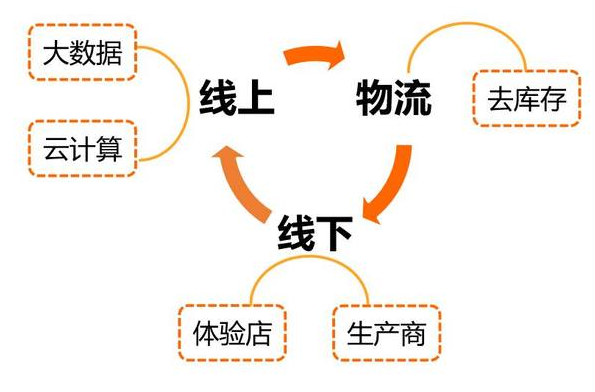 大数据
云计算
线上
物流
去库存
线下
体验店
生产商